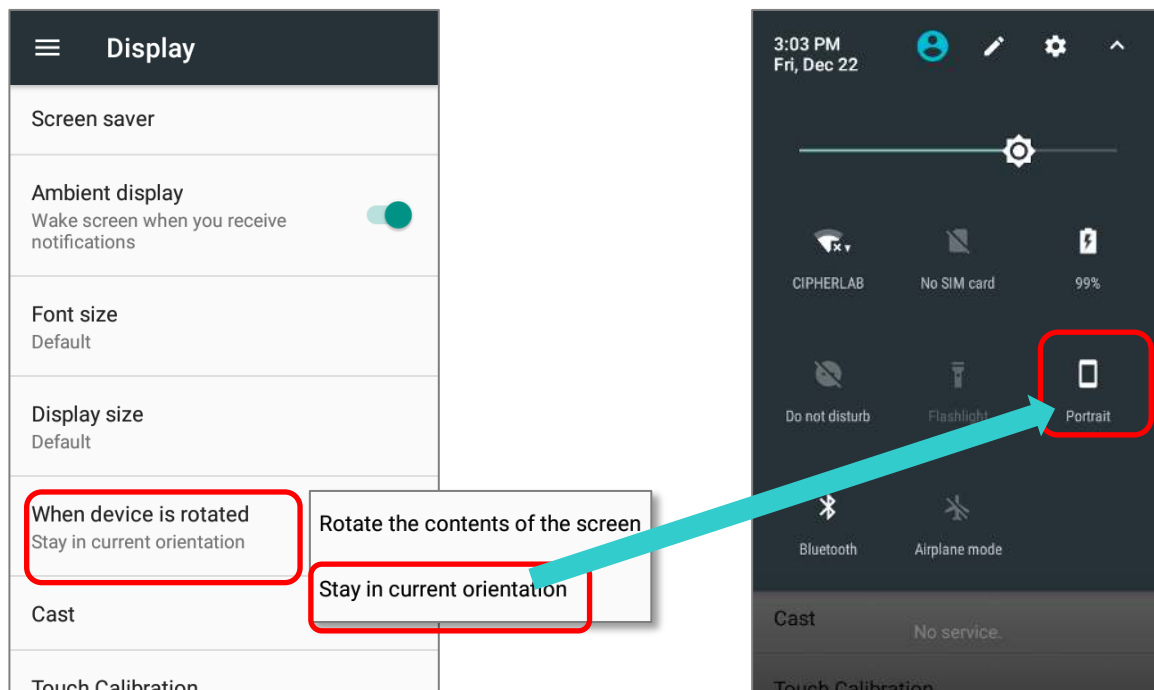 Display
Screen saver
Ambient display
Wake screen when you receive
notifications
Font size
Default
Display size
Default
When device is rotated
Stay in current orientation
Cast
Touch Calibration
Rotate the contents of the screen
Stay in current orientation
3:03 PM
Fri, Dec 22
CIPHERLAB
No SIM card
99%
Do not disturb
Flashlight
Portrait
Bluetooth
Airplane mode
Cast
No service.
Touch Calibration